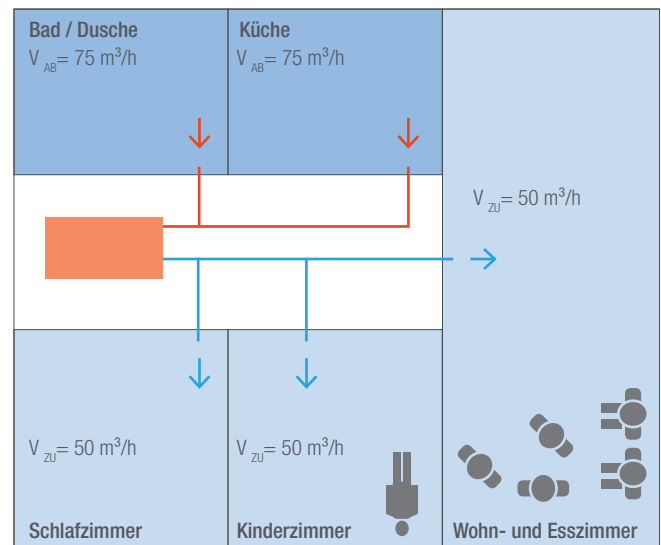 Bad / Dusche
V AB= 75 m³/h
Küche
V AB= 75 m³/h
V ZU= 50 m³/h
V ZU= 50 m³/h
Schlafzimmer
V ZU= 50 m³/h
Kinderzimmer
Wohn- und Esszimmer